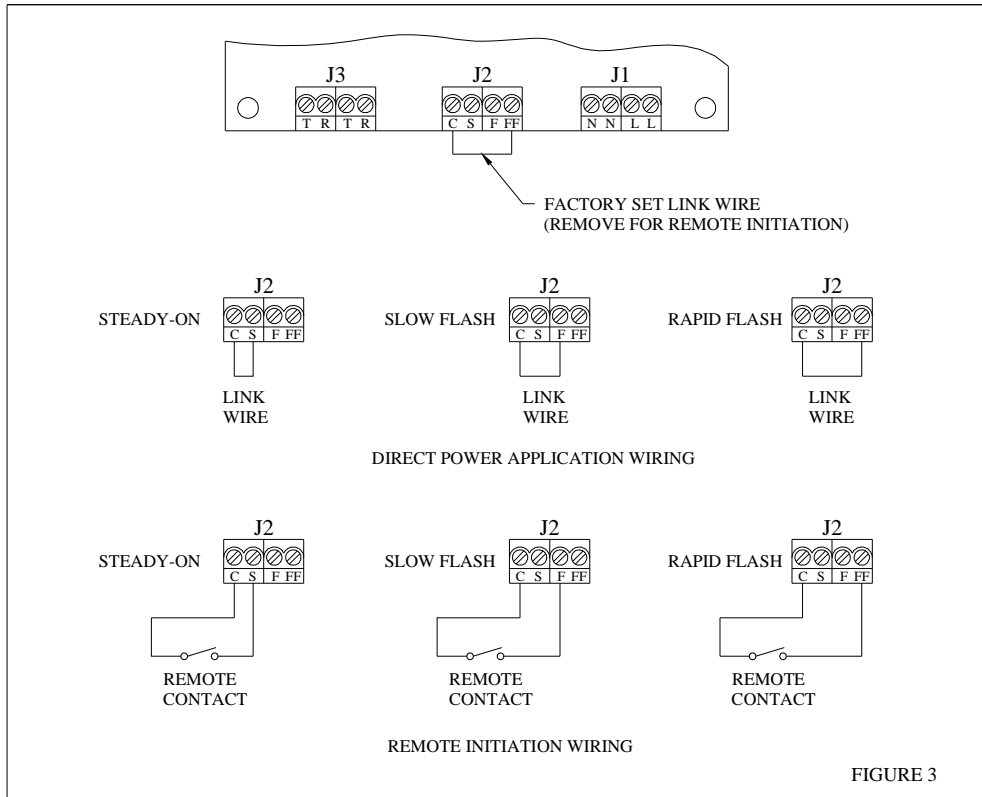 J3 J2 J1
T R T R C S F FF N N L L
FACTORY SET LINK WIRE
(REMOVE FOR REMOTE INITIATION)
J2 J2 J2
STEADY-ON SLOW FLASH RAPID FLASH
C S F FF C S F FF C S F FF
LINK LINK LINK
WIRE WIRE WIRE
DIRECT POWER APPLICATION WIRING
J2 J2 J2
STEADY-ON SLOW FLASH RAPID FLASH
C S F FF C S F FF C S F FF
REMOTE REMOTE REMOTE
CONTACT CONTACT CONTACT
REMOTE INITIATION WIRING
FIGURE 3